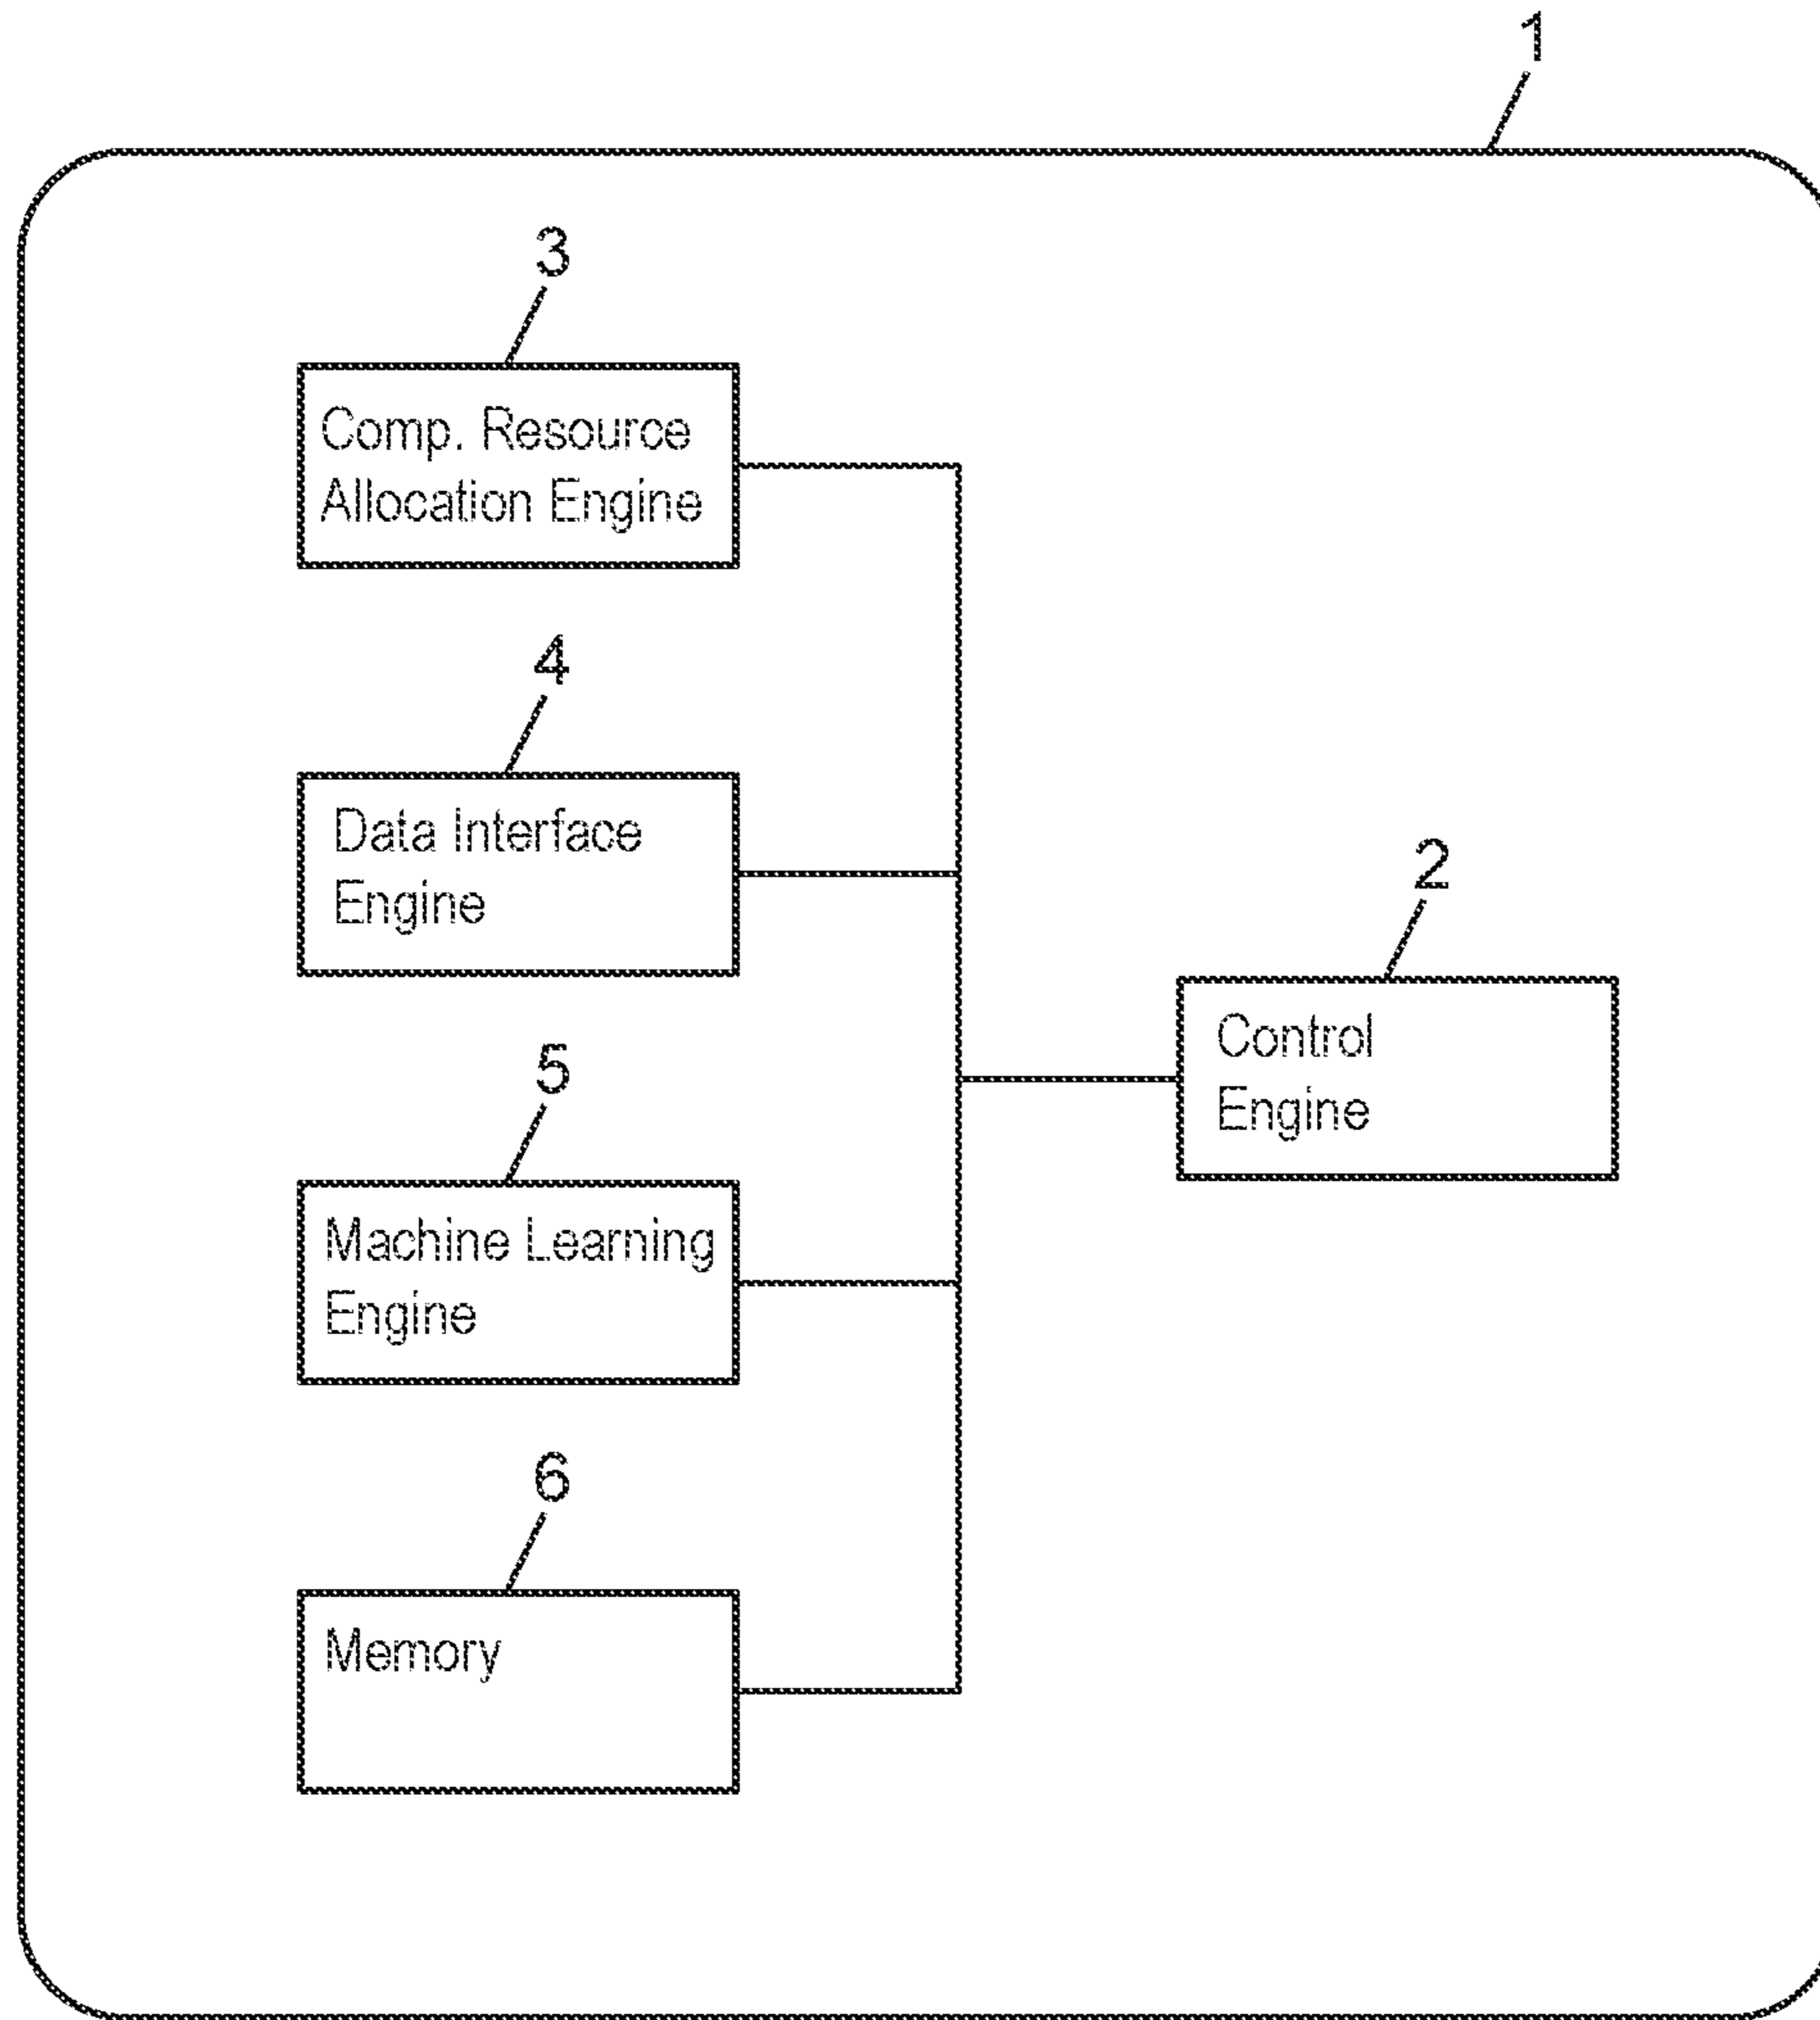 1
3
Comp. Resource
Allocation Engine
4
Data Interface
Engine
2
Control
Engine
5
Machine Learning
Engine
6
Memory